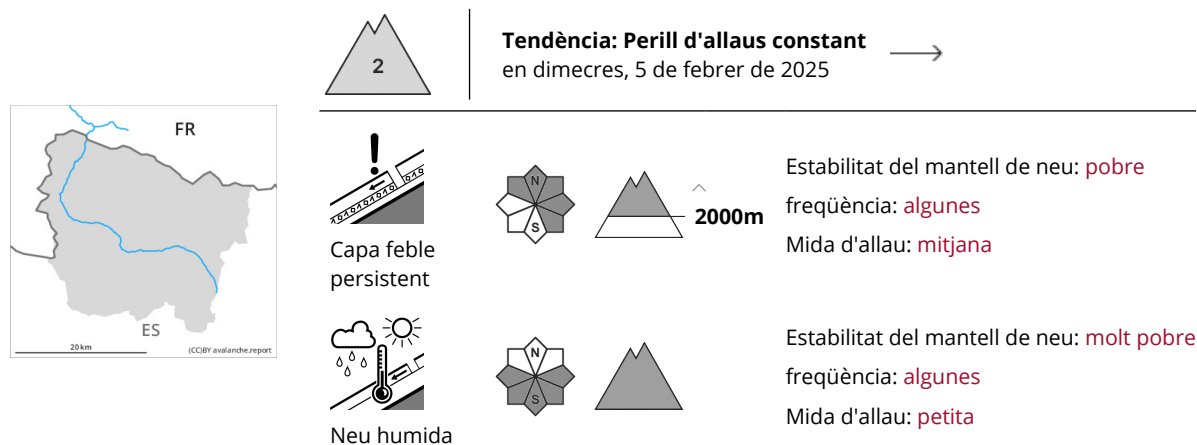 2
Tendència: Perill d'allaus constant
en dimecres, 5 de febrer de 2025
FR
ES
20 km
(CC)BY avalanche.report
Capa feble
persistent
N
S
2000m
Estabilitat del mantell de neu: pobre
freqüència: algunes
Mida d'allau: mitjana
Neu humida
N
S
Estabilitat del mantell de neu: molt pobre
freqüència: algunes
Mida d'allau: petita